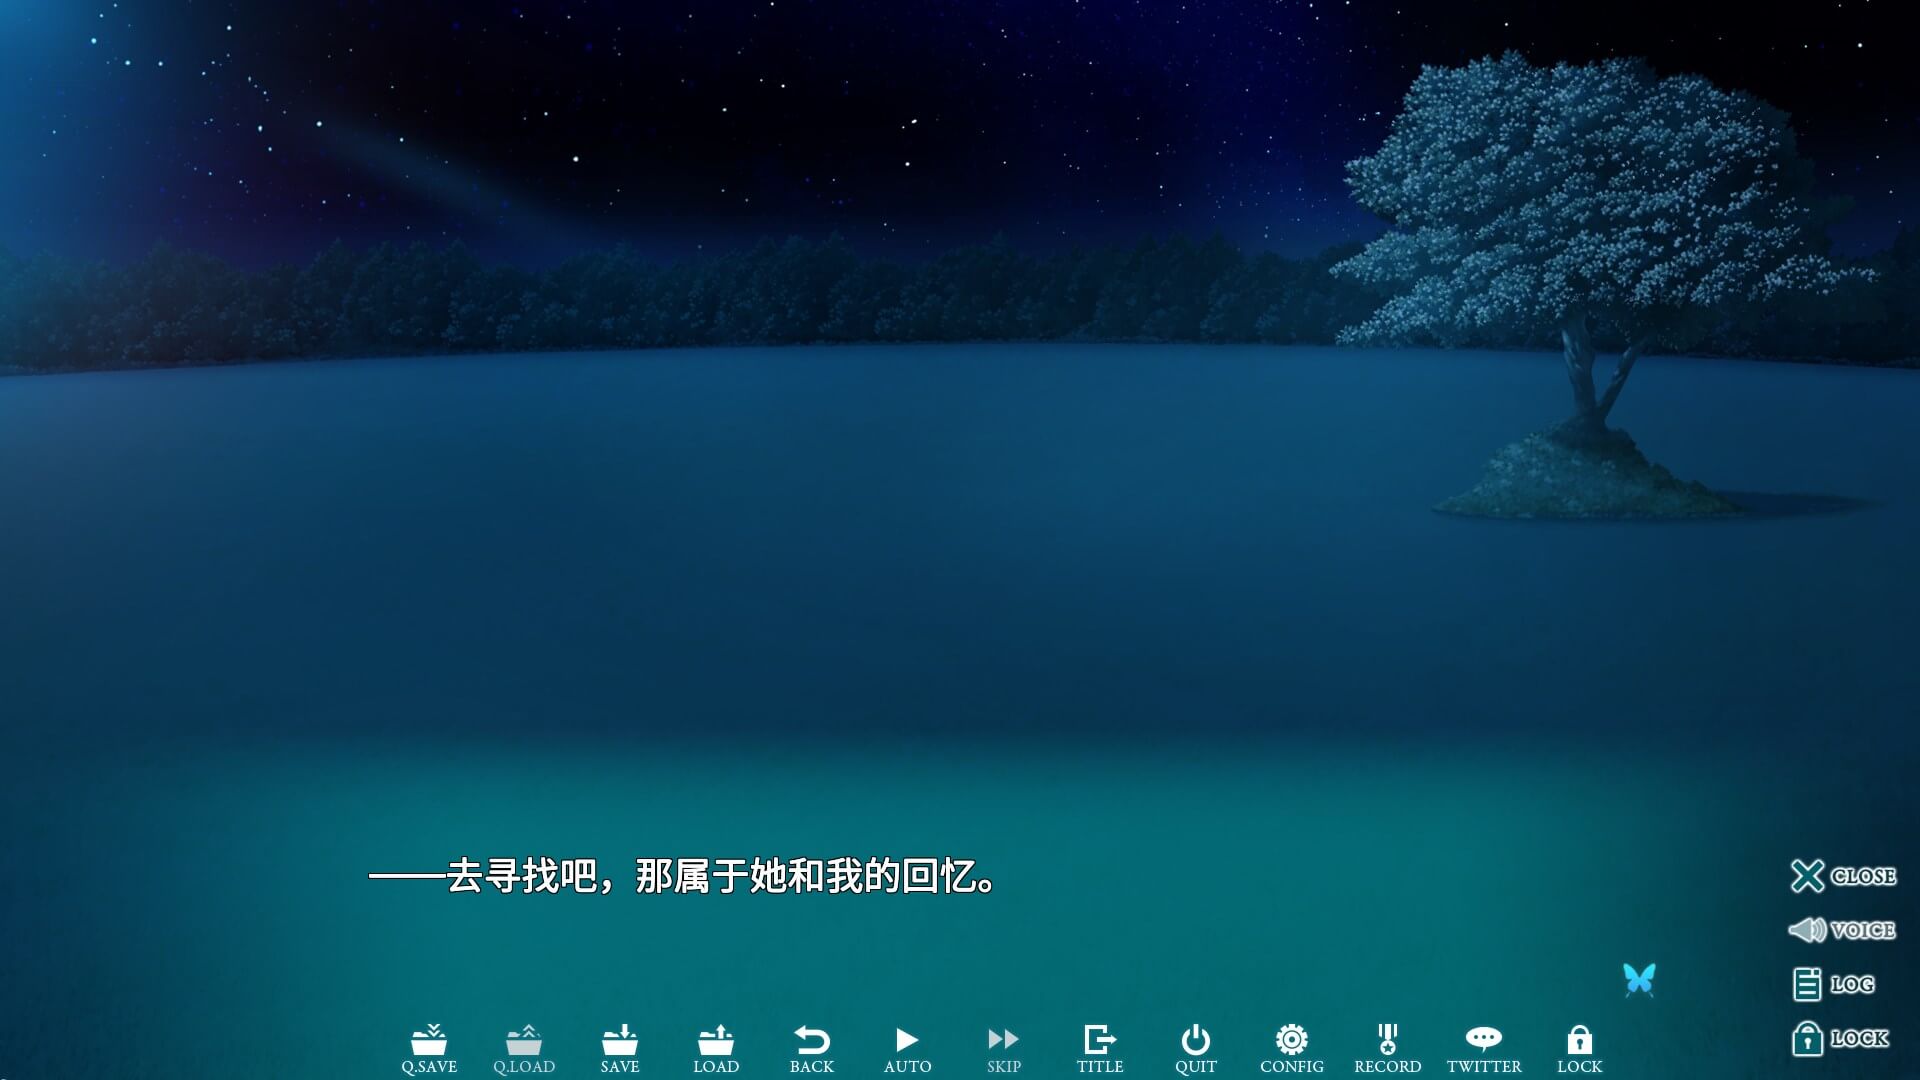 ——去寻找吧，那属于她和我的回忆。
CLOSE
VOICE
LOG
LOCK
Q.SAVE Q.LOAD SAVE LOAD BACK AUTO SKIP TITLE QUIT CONFIG RECORD TWITTER LOCK